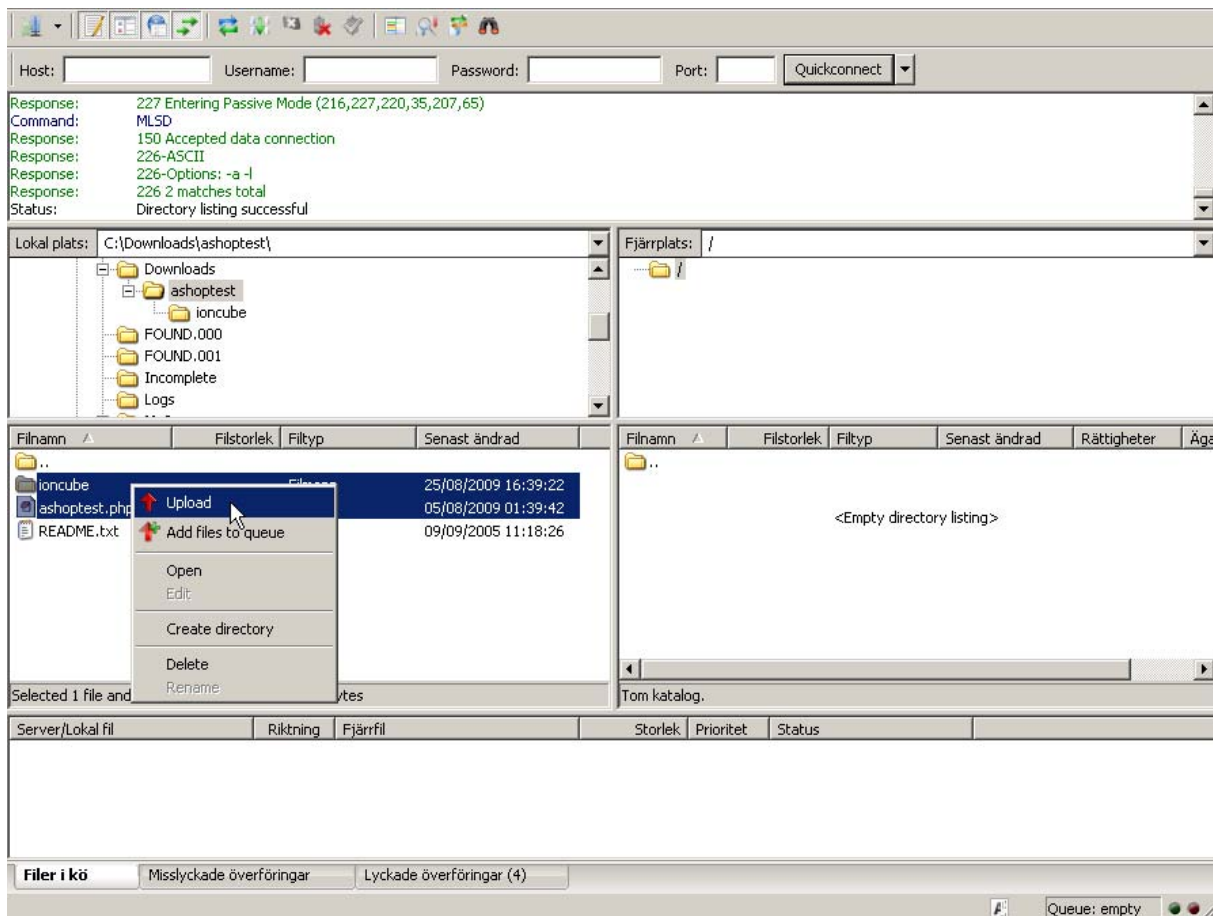 Host: Username: Password: Port: Quickconnect
Response: 227 Entering Passive Mode (216,227,220,35,207,65)
Command: MLSD
Response: 150 Accepted data connection
Response: 226-ASCII
Response: 226-Options: -a -l
Response: 226 2 matches total
Status: Directory listing successful
Lokal plats: C:\Downloads\ashoptest\
Downloads
ashoptest
ioncube
FOUND.000
FOUND.001
Incomplete
Logs
Fjärrplats: /
/
Filnamn Filstorlek Filtyp Senast ändrad
..
ioncube 25/08/2009 16:39:22
ashoptest.php 05/08/2009 01:39:42
README.txt 09/09/2005 11:18:26
Upload
Add files to queue
Open
Edit
Create directory
Delete
Rename
Selected 1 file and
Filnamn Filstorlek Filtyp Senast ändrad Rättigheter Äga
..
<Empty directory listing>
Tom katalog.
Server/Lokal fil Riktning Fjärrfil Storlek Prioritet Status
Filer i kö Misslyckade överföringar Lyckade överföringar (4)
Queue: empty